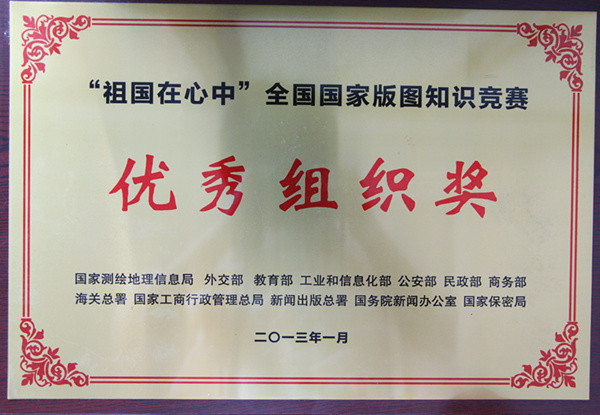 “祖国在心中”全国国家版图知识竞赛
优秀组织奖
国家测绘地理信息局 外交部 教育部 工业和信息化部 公安部 民政部 商务部
海关总署 国家工商行政管理总局 新闻出版总署 国务院新闻办公室 国家保密局
二〇一三年一月